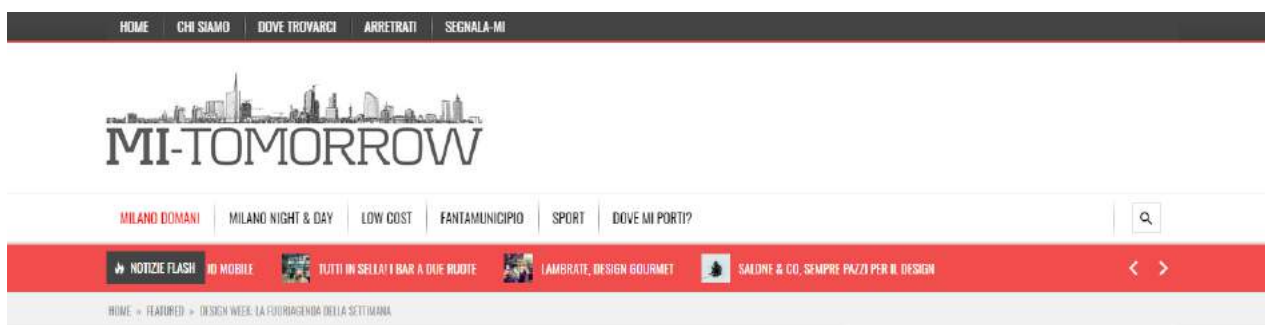 HOME CHI SIAMO DOVE TROVARCI ARRETRATI SEGNALA-MI
MI-TOMORROW
MILANO DOMANI MILANO NIGHT & DAY LOW COST FANTAMUNICIPIO SPORT DOVE MI PORTI?
NOTIZIE FLASH MOBILE TUTTI IN SELLA! I BAR A DUE RUOTE LAMBRATE, DESIGN GOURMET SALONE & CO, SEMPRE PAZZI PER IL DESIGN
HOME » FEATURED » DESIGN WEEK: LA FUORIAGENDA DELLA SETTIMANA